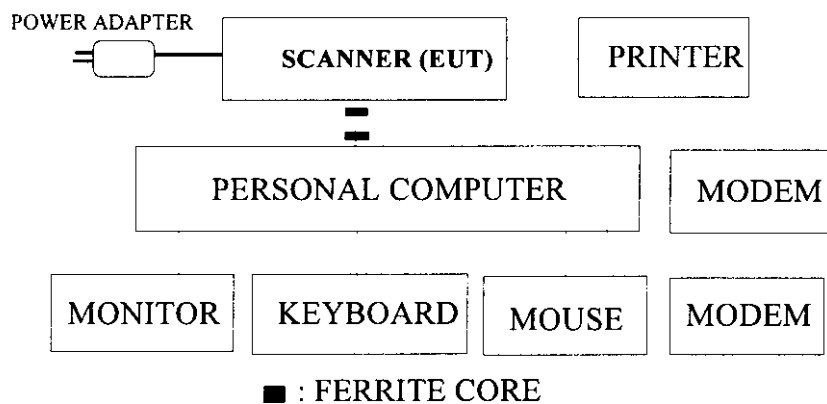 POWER ADAPTER
SCANNER (EUT)
PRINTER
PERSONAL COMPUTER
MODEM
MONITOR
KEYBOARD
MOUSE
MODEM
: FERRITE CORE